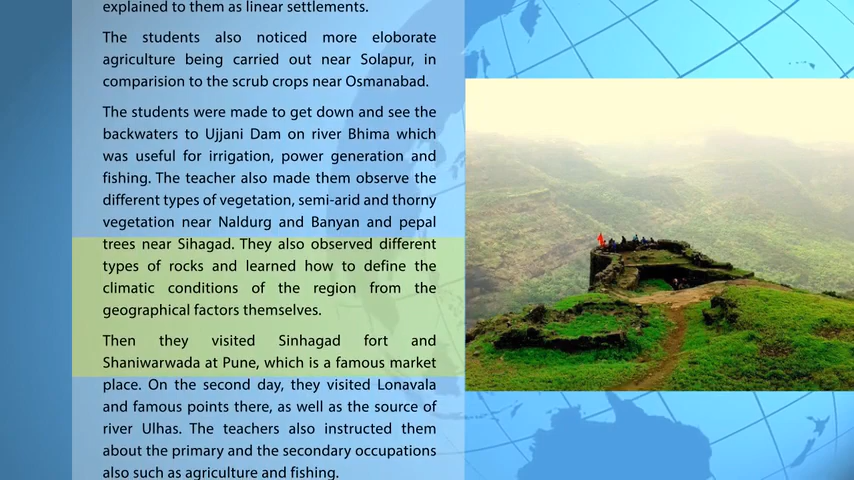 explained to them as linear settlements.
The students also noticed more eloborate
agriculture being carried out near Solapur, in
comparision to the scrub crops near Osmanabad.
The students were made to get down and see the
backwaters to Ujjani Dam on river Bhima which
was useful for irrigation, power generation and
fishing. The teacher also made them observe the
different types of vegetation, semi-arid and thorny
vegetation near Naldurg and Banyan and pepal
trees near Sihagad. They also observed different
types of rocks and learned how to define the
climatic conditions of the region from the
geographical factors themselves.
Then they visited Sinhagad fort and
Shaniwarwada at Pune, which is a famous market
place. On the second day, they visited Lonavala
and famous points there, as well as the source of
river Ulhas. The teachers also instructed them
about the primary and the secondary occupations
also such as agriculture and fishing.